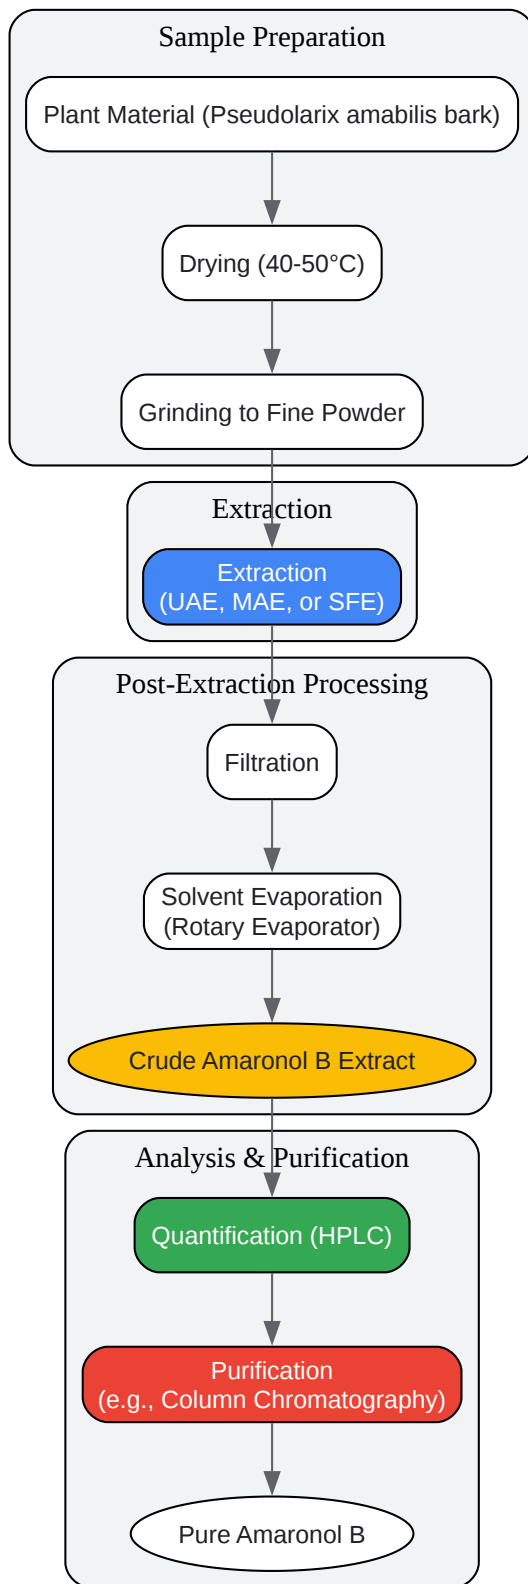 Sample Preparation
Plant Material (Pseudolarix amabilis bark)
Drying (40-50°C)
Grinding to Fine Powder
Extraction
Extraction
(UAE, MAE, or SFE)
Post-Extraction Processing
Filtration
Solvent Evaporation
(Rotary Evaporator)
Crude Amaronol B Extract
Analysis & Purification
Quantification (HPLC)
Purification
(e.g., Column Chromatography)
Pure Amaronol B